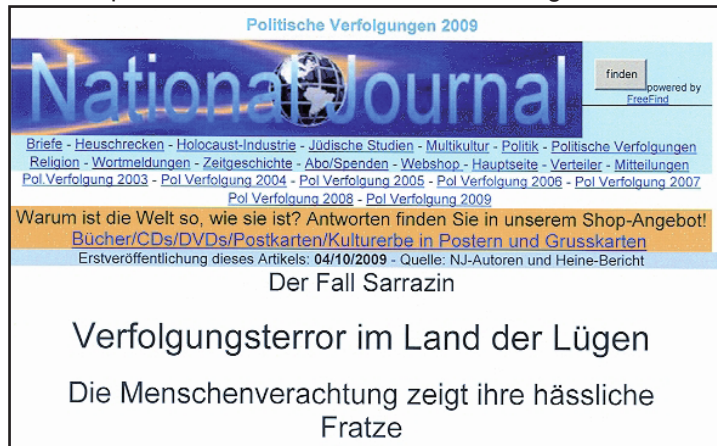 Politische Verfolgungen 2009
National Journal
finden
powered by
FreeFind
Briefe - Heuschrecken - Holocaust-Industrie - Jüdische Studien - Multikultur - Politik - Politische Verfolgungen
Religion - Wortmeldungen - Zeitgeschichte - Abo/Spenden - Webshop - Hauptseite - Verteiler - Mitteilungen
Pol.Verfolgung 2003 - Pol Verfolgung 2004 - Pol Verfolgung 2005 - Pol Verfolgung 2006 - Pol Verfolgung 2007
Pol Verfolgung 2008 - Pol Verfolgung 2009
Warum ist die Welt so, wie sie ist? Antworten finden Sie in unserem Shop-Angebot!
Bücher/CDs/DVDs/Postkarten/Kulturerbe in Postern und Grusskarten
Erstveröffentlichung dieses Artikels: 04/10/2009 - Quelle: NJ-Autoren und Heine-Bericht
Der Fall Sarrazin
Verfolgungsterror im Land der Lügen
Die Menschenverachtung zeigt ihre hässliche
Fratze